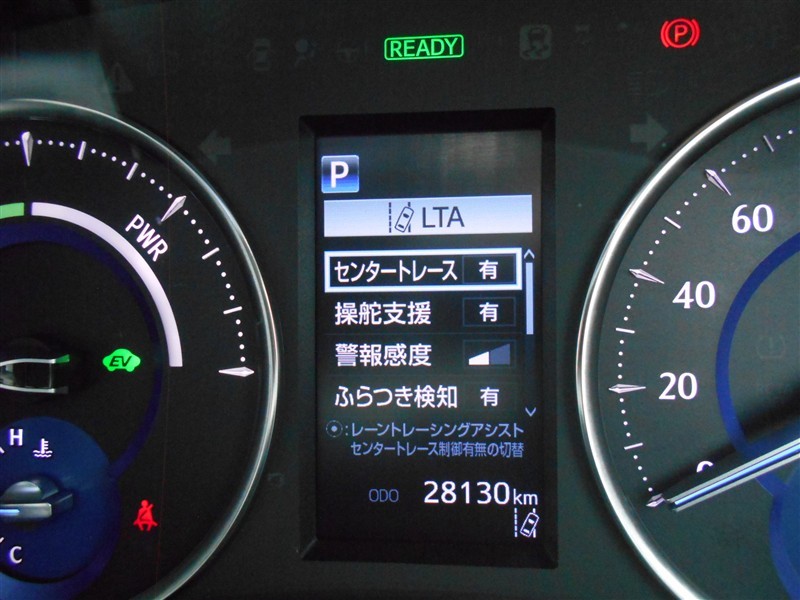 READY
P
P
LTA
センタートレース 有
操舵支援 有
警報感度
ふらつき検知 有
:レーントレーシングアシスト
センタートレース制御有無の切替
ODO 28130km
PWR
EV
H
C
60
40
20